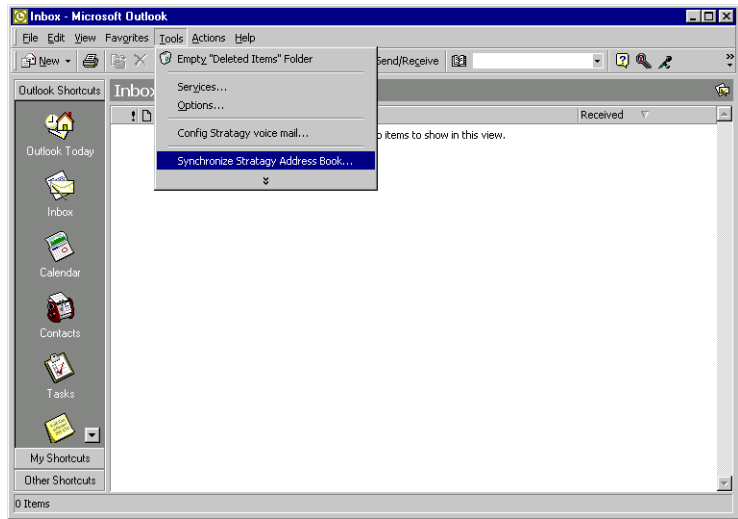 Inbox - Microsoft Outlook
File Edit View Favorites Tools Actions Help
New Send/Receive
Empty "Deleted Items" Folder
Services...
Options...
Config Stratagy voice mail...
Synchronize Stratagy Address Book...
Outlook Shortcuts
Outlook Today
Inbox
Calendar
Contacts
Tasks
My Shortcuts
Other Shortcuts
Inbox
! Received
items to show in this view.
0 Items